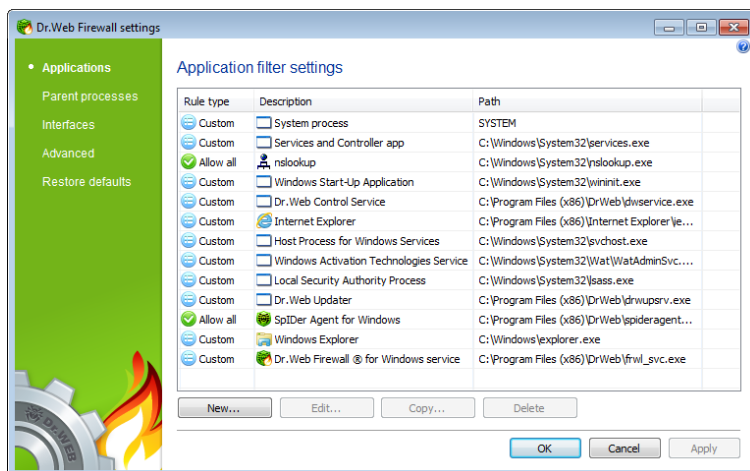 Dr.Web Firewall settings
Applications
Parent processes
Interfaces
Advanced
Restore defaults
Application filter settings
Rule type Description Path
Custom System process SYSTEM
Custom Services and Controller app C:\Windows\System32\services.exe
Allow all nslookup C:\Windows\System32\nslookup.exe
Custom Windows Start-Up Application C:\Windows\System32\wininit.exe
Custom Dr.Web Control Service C:\Program Files (x86)\DrWeb\dwservice.exe
Custom Internet Explorer C:\Program Files (x86)\Internet Explorer\ie...
Custom Host Process for Windows Services C:\Windows\System32\svchost.exe
Custom Windows Activation Technologies Service C:\Windows\System32\Wat\WatAdminSvc....
Custom Local Security Authority Process C:\Windows\System32\lsass.exe
Custom Dr.Web Updater C:\Program Files (x86)\DrWeb\drwupsrv.exe
Allow all SpIDer Agent for Windows C:\Program Files (x86)\DrWeb\spideragent...
Custom Windows Explorer C:\Windows\explorer.exe
Custom Dr.Web Firewall ® for Windows service C:\Program Files (x86)\DrWeb\frwl_svc.exe
New... Edit... Copy... Delete
OK Cancel Apply
Dr.WEB